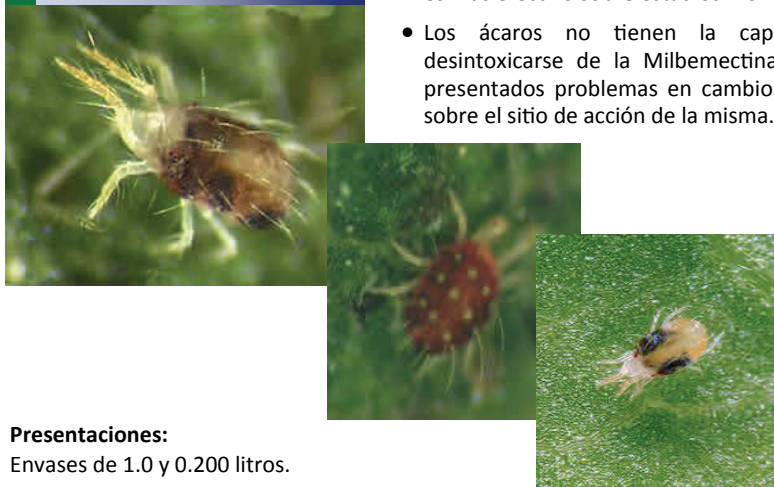 • Los ácaros no tienen la cap
desintoxicarse de la Milbemectina
presentados problemas en cambio
sobre el sitio de acción de la misma.
Presentaciones:
Envases de 1.0 y 0.200 litros.